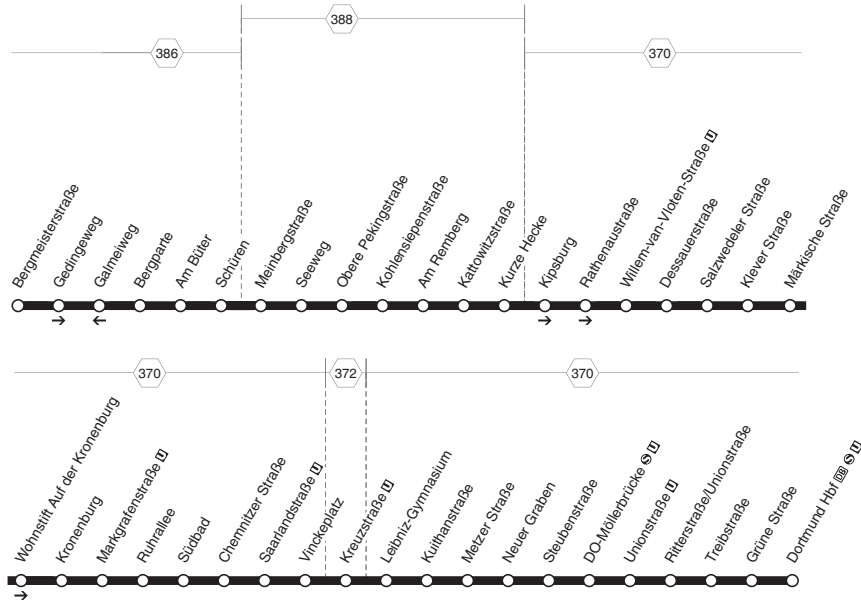 388
386
370
Bergmeisterstraße
Gedingeweg
Galmeiweg
Bergparte
Am Büter
Schüren
Meinbergstraße
Seeweg
Obere Pekingstraße
Kohlensiepenstraße
Am Remberg
Kattowitzstraße
Kurze Hecke
Kipsburg
Rathenaustraße
Willem-van-Vloten-Straße U
Dessauerstraße
Salzwedeler Straße
Klever Straße
Märkische Straße
370
372
370
Wohnstift Auf der Kronenburg
Kronenburg
Markgrafenstraße U
Ruhrallee
Südbad
Chemnitzer Straße
Saarlandstraße U
Vinckeplatz
Kreuzstraße U
Leibniz-Gymnasium
Kuithanstraße
Metzer Straße
Neuer Graben
Steubenstraße
DO-Möllerbrücke S U
Unionstraße U
Ritterstraße/Unionstraße
Treibstraße
Grüne Straße
Dortmund Hbf DB S U